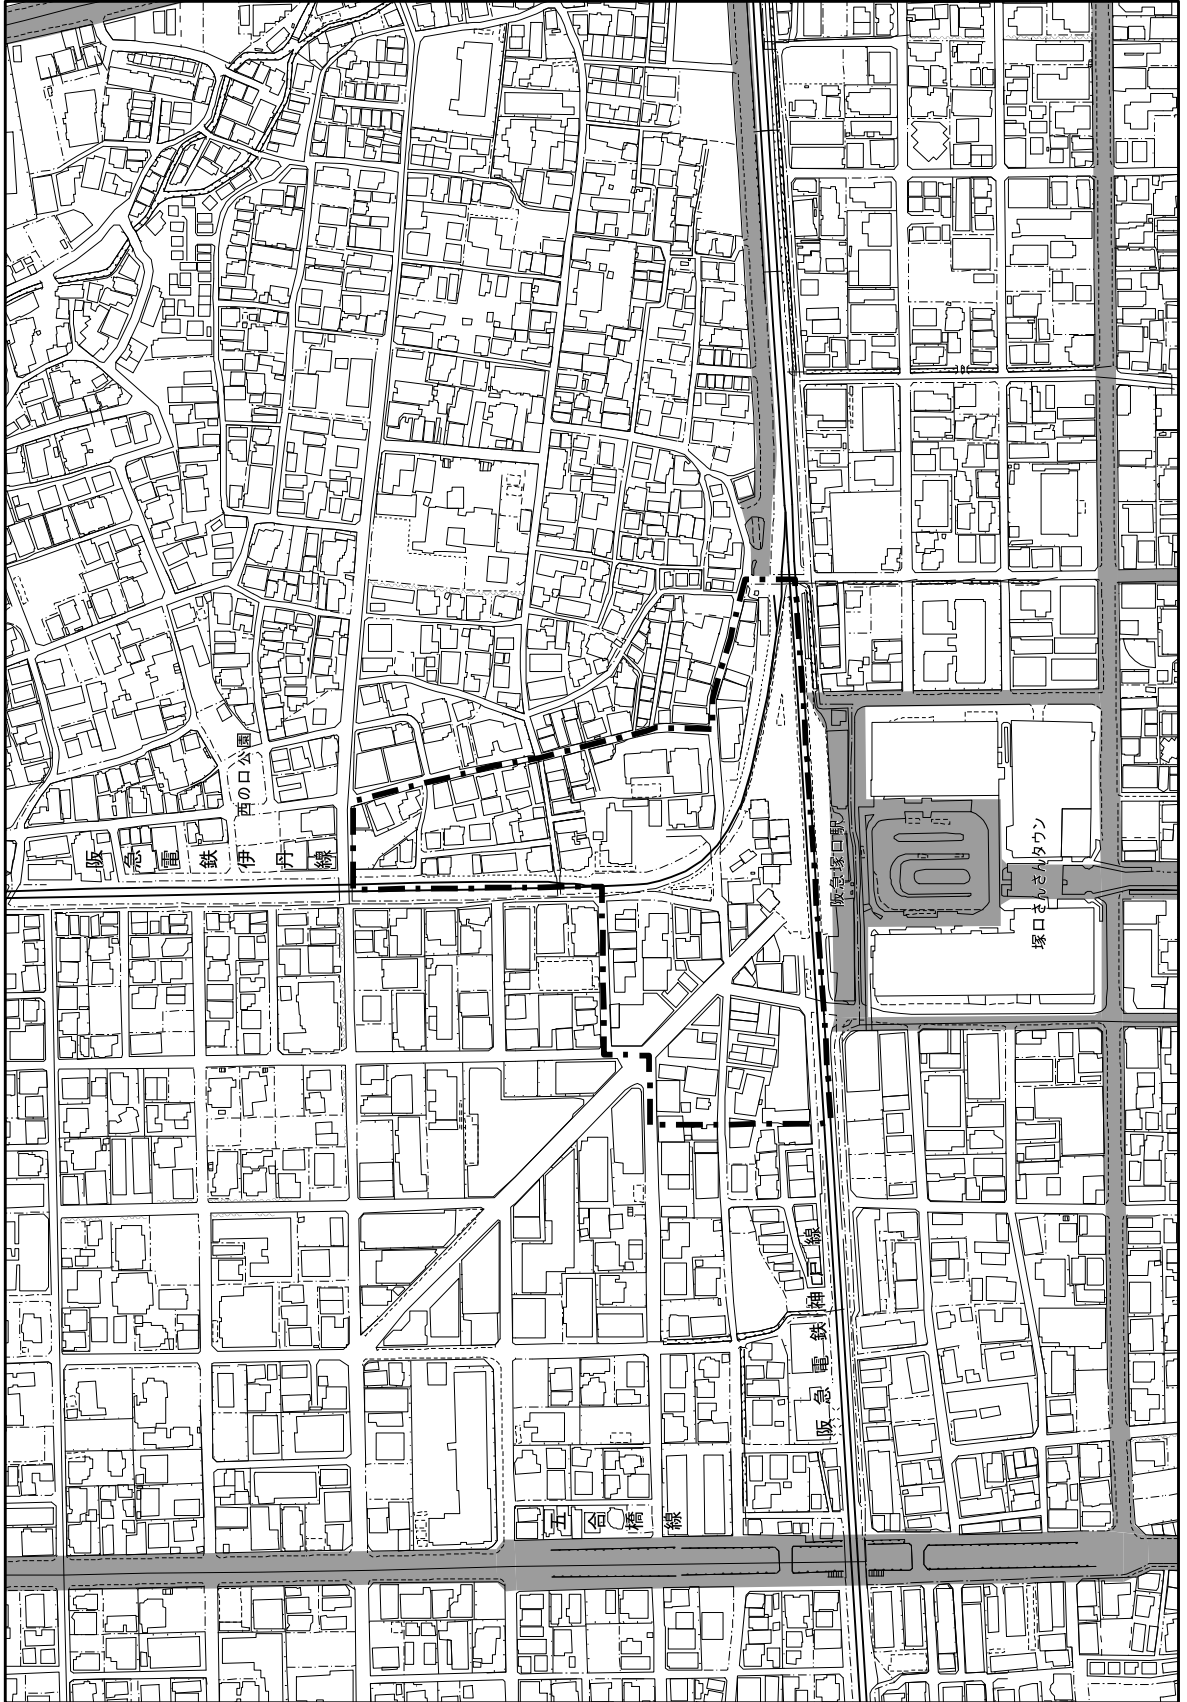 阪急電鉄伊丹線
西の口公園
阪急塚口駅
塚口さんさんタウン
阪急電鉄神戸線
五合橋線